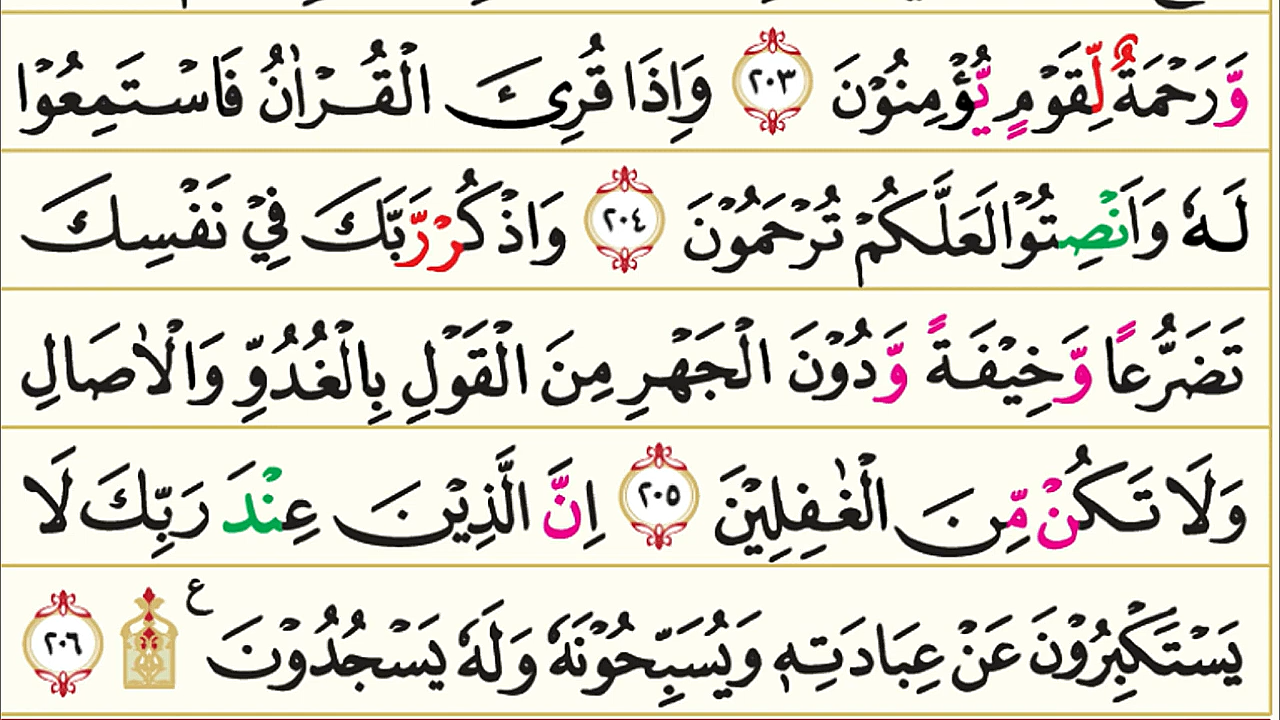 وَّرَحْمَةٌ لِّقَوْمٍ يُّؤْمِنُوْنَ ٢٠٣ وَاِذَا قُرِئَ الْقُرْاٰنُ فَاسْتَمِعُوْا
لَهٗ وَاَنْصِتُوْا لَعَلَّكُمْ تُرْحَمُوْنَ ٢٠٤ وَاذْكُرْ رَّبَّكَ فِيْ نَفْسِكَ
تَضَرُّعًا وَّخِيْفَةً وَّدُوْنَ الْجَهْرِ مِنَ الْقَوْلِ بِالْغُدُوِّ وَالْاٰصَالِ
وَلَا تَكُنْ مِّنَ الْغٰفِلِيْنَ ٢٠٥ اِنَّ الَّذِيْنَ عِنْدَ رَبِّكَ لَا
يَسْتَكْبِرُوْنَ عَنْ عِبَادَتِهٖ وَيُسَبِّحُوْنَهٗ وَلَهٗ يَسْجُدُوْنَ ع ٢٠٦